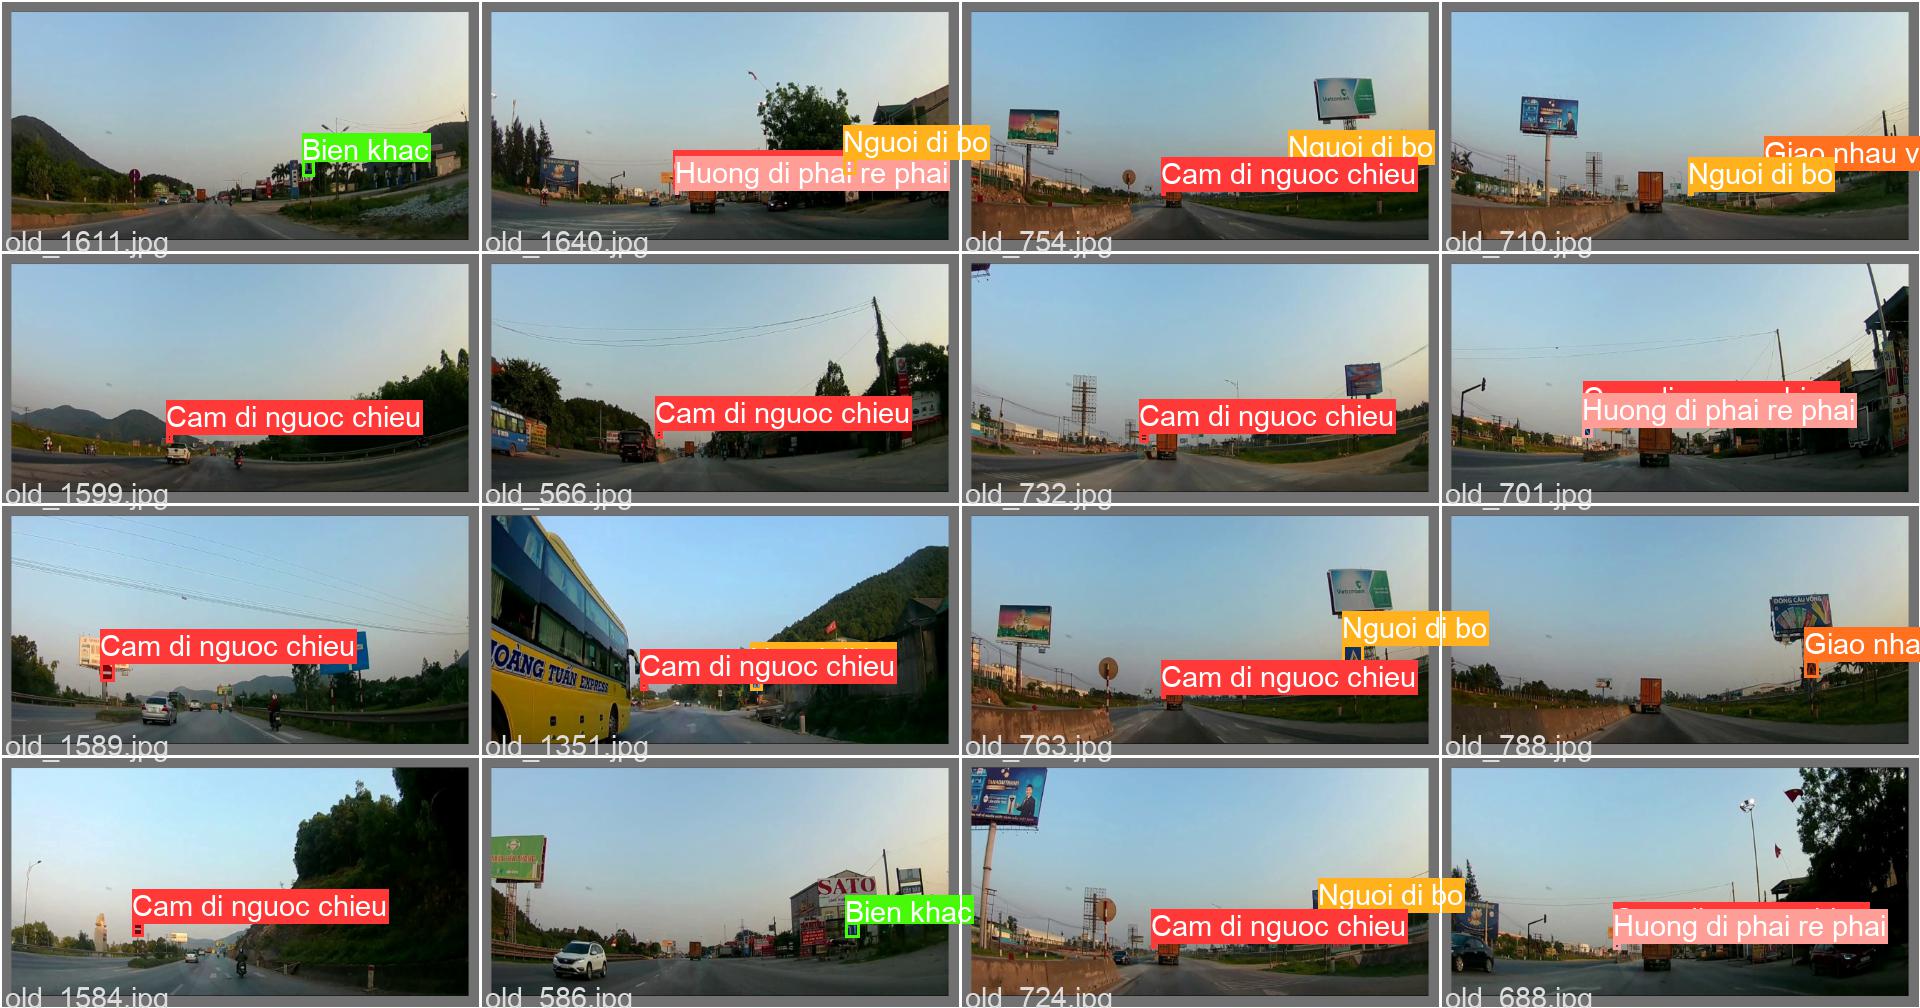 Bien khac
old_1611.jpg
Nguoi di bo
Huong di phai re phai
old_1640.jpg
Vietcombank
Nguoi di bo
Cam di nguoc chieu
old_754.jpg
Giao nhau v
Nguoi di bo
old_710.jpg
Cam di nguoc chieu
old_1599.jpg
Cam di nguoc chieu
old_566.jpg
Cam di nguoc chieu
old_732.jpg
Huong di phai re phai
old_701.jpg
Cam di nguoc chieu
old_1589.jpg
HOÀNG TUẤN EXPRESS
Cam di nguoc chieu
old_1351.jpg
Vietcombank
Nguoi di bo
Cam di nguoc chieu
old_763.jpg
ĐỒNG CẦU VỒNG
Giao nha
old_788.jpg
Cam di nguoc chieu
old_1584.jpg
SATO
Bien khac
old_586.jpg
Nguoi di bo
Cam di nguoc chieu
old_724.jpg
Huong di phai re phai
old_688.jpg